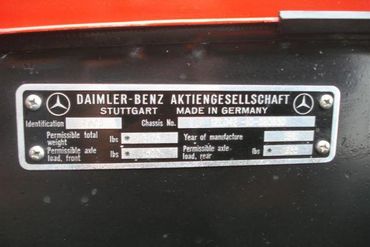 DAIMLER-BENZ AKTIENGESELLSCHAFT
STUTTGART MADE IN GERMANY
Identification Chassis No.
Permissible total weight lbs Year of manufacture
Permissible axle load, front lbs Permissible axle load, rear lbs